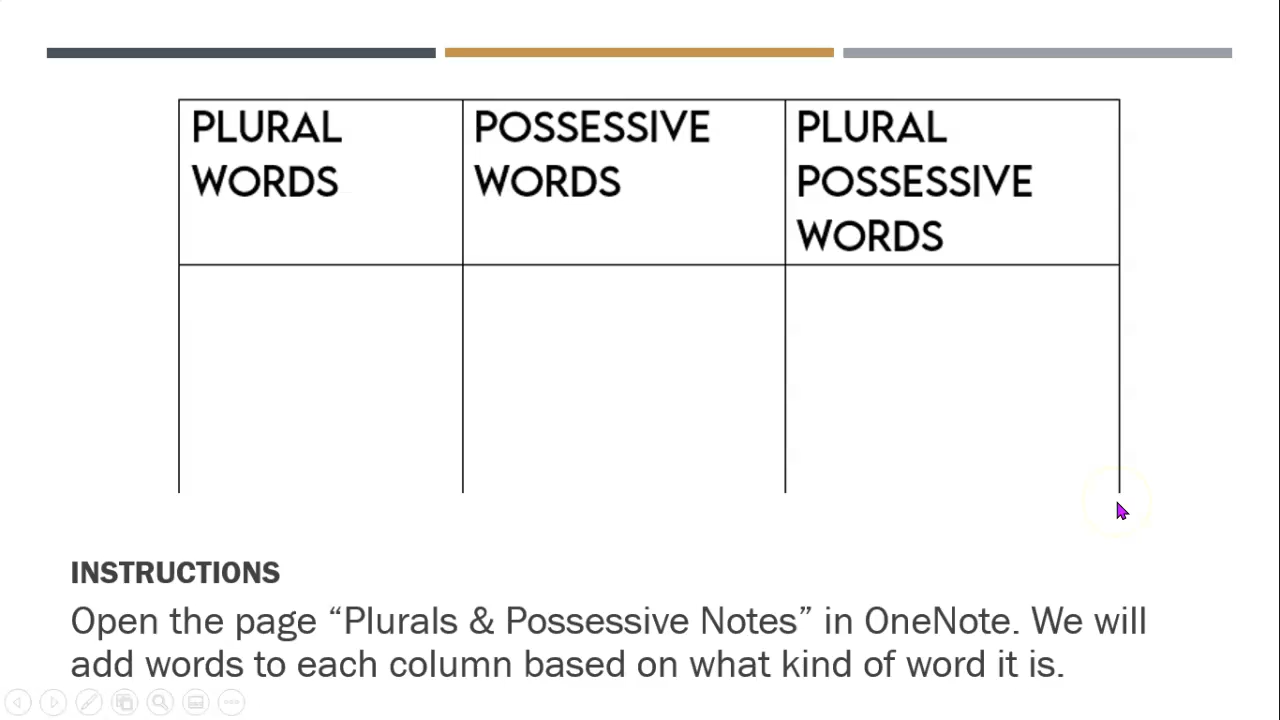 PLURAL
WORDS
POSSESSIVE
WORDS
PLURAL
POSSESSIVE
WORDS
INSTRUCTIONS
Open the page “Plurals & Possessive Notes” in OneNote. We will
add words to each column based on what kind of word it is.